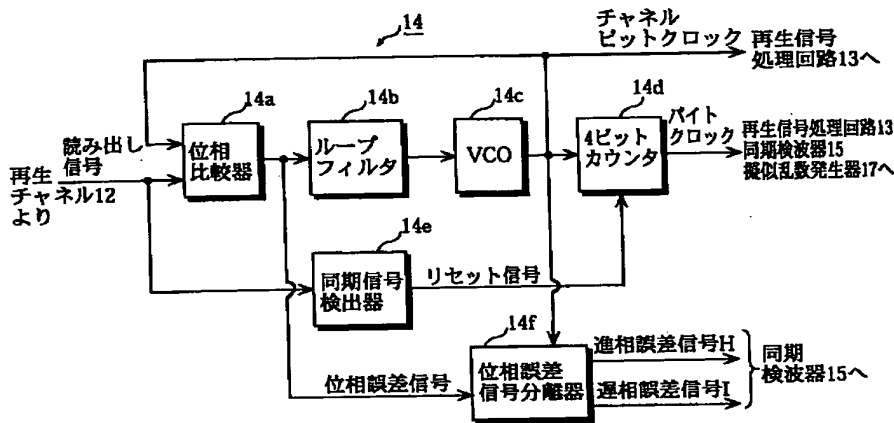 14
チャネル
ビットクロック
再生信号
処理回路13へ
14a
14b
14c
14d
読み出し
信号
再生
チャネル12
より
位相
比較器
ループ
フィルタ
VCO
4ビット
カウンタ
バイト
クロック
再生信号処理回路13
同期検波器15
擬似乱数発生器17へ
14e
同期信号
検出器
リセット信号
14f
位相誤差信号
位相誤差
信号分離器
進相誤差信号H
遅相誤差信号I
同期
検波器15へ